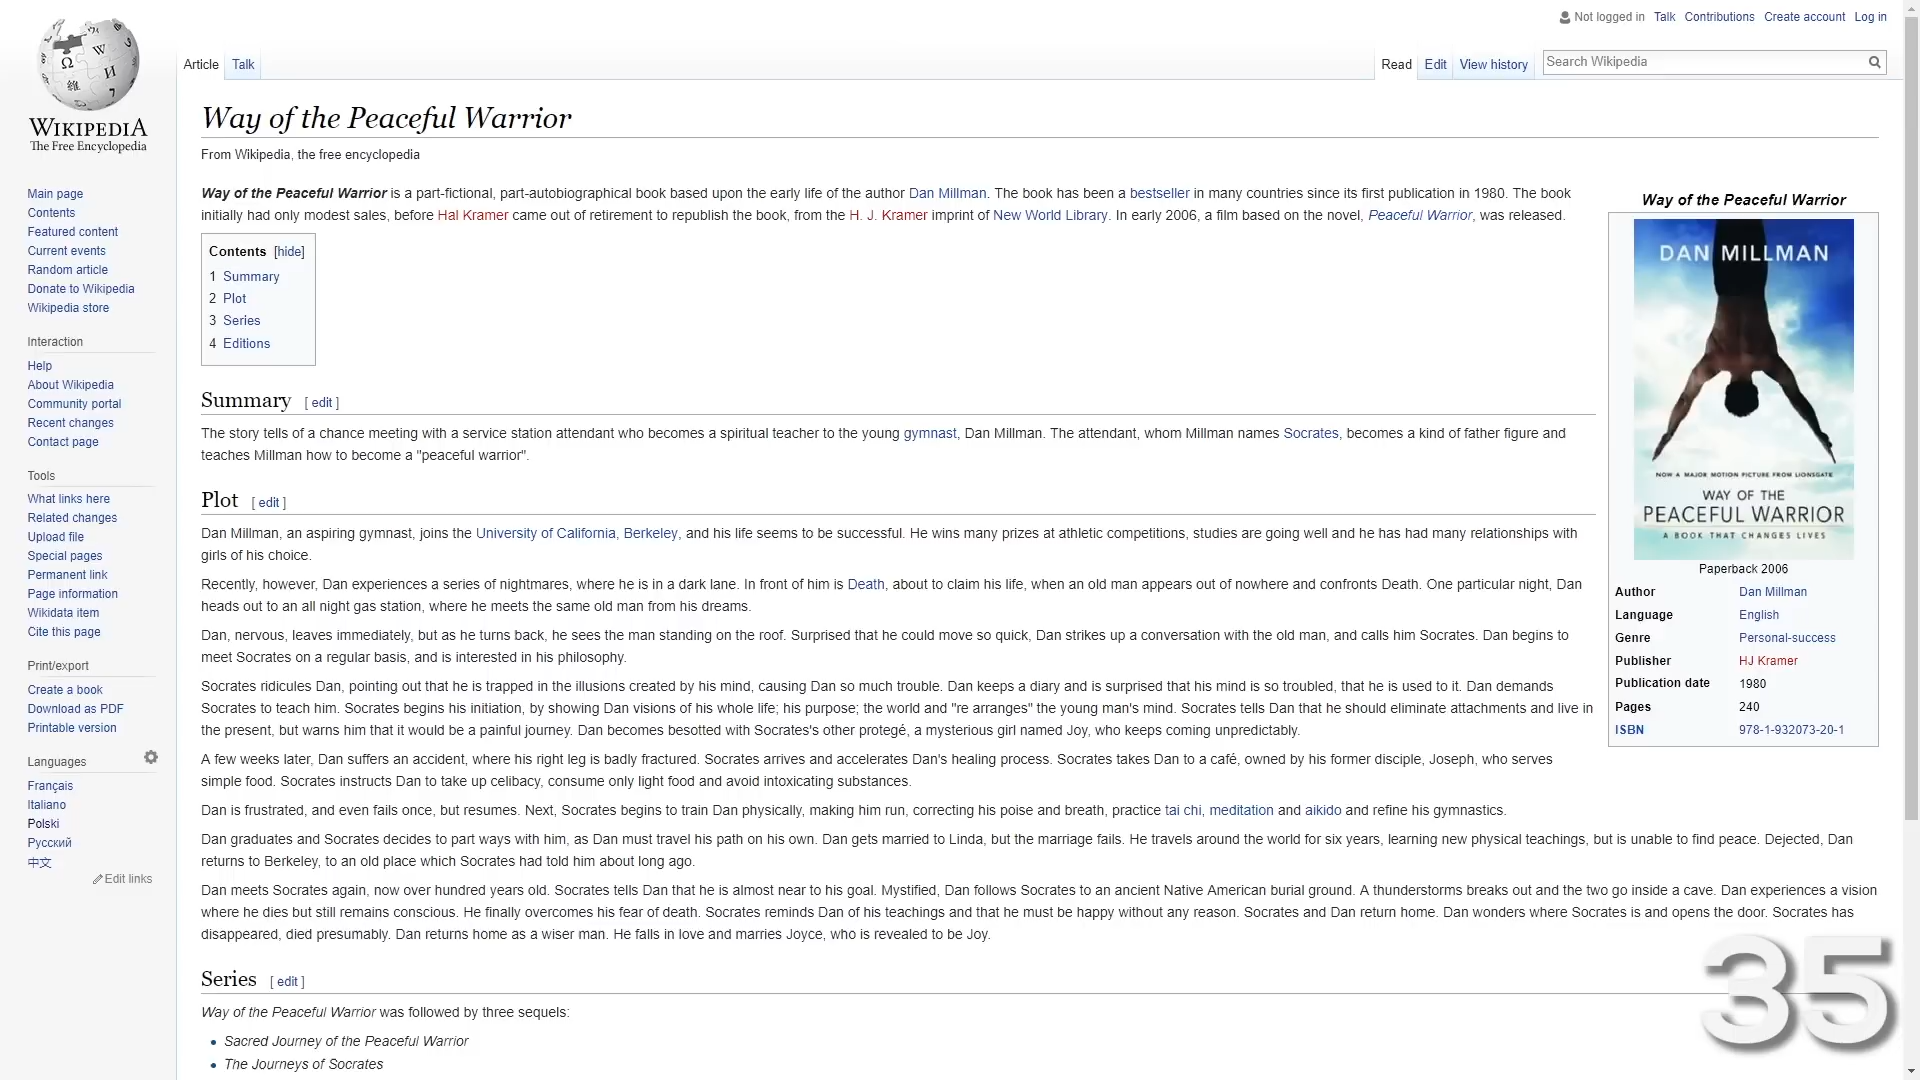 Not logged in Talk Contributions Create account Log in
Article Talk Read Edit View history Search Wikipedia
WIKIPEDIA
The Free Encyclopedia
Main page
Contents
Featured content
Current events
Random article
Donate to Wikipedia
Wikipedia store
Interaction
Help
About Wikipedia
Community portal
Recent changes
Contact page
Tools
What links here
Related changes
Upload file
Special pages
Permanent link
Page information
Wikidata item
Cite this page
Print/export
Create a book
Download as PDF
Printable version
Languages
Français
Italiano
Polski
Русский
中文
Edit links
Way of the Peaceful Warrior
From Wikipedia, the free encyclopedia
Way of the Peaceful Warrior is a part-fictional, part-autobiographical book based upon the early life of the author Dan Millman. The book has been a bestseller in many countries since its first publication in 1980. The book
initially had only modest sales, before Hal Kramer came out of retirement to republish the book, from the H. J. Kramer imprint of New World Library. In early 2006, a film based on the novel, Peaceful Warrior, was released.
Contents [hide]
1 Summary
2 Plot
3 Series
4 Editions
Summary [ edit ]
The story tells of a chance meeting with a service station attendant who becomes a spiritual teacher to the young gymnast, Dan Millman. The attendant, whom Millman names Socrates, becomes a kind of father figure and
teaches Millman how to become a "peaceful warrior".
Plot [ edit ]
Dan Millman, an aspiring gymnast, joins the University of California, Berkeley, and his life seems to be successful. He wins many prizes at athletic competitions, studies are going well and he has had many relationships with
girls of his choice.
Recently, however, Dan experiences a series of nightmares, where he is in a dark lane. In front of him is Death, about to claim his life, when an old man appears out of nowhere and confronts Death. One particular night, Dan
heads out to an all night gas station, where he meets the same old man from his dreams.
Dan, nervous, leaves immediately, but as he turns back, he sees the man standing on the roof. Surprised that he could move so quick, Dan strikes up a conversation with the old man, and calls him Socrates. Dan begins to
meet Socrates on a regular basis, and is interested in his philosophy.
Socrates ridicules Dan, pointing out that he is trapped in the illusions created by his mind, causing Dan so much trouble. Dan keeps a diary and is surprised that his mind is so troubled, that he is used to it. Dan demands
Socrates to teach him. Socrates begins his initiation, by showing Dan visions of his whole life; his purpose; the world and "re arranges" the young man's mind. Socrates tells Dan that he should eliminate attachments and live in
the present, but warns him that it would be a painful journey. Dan becomes besotted with Socrates's other protegé, a mysterious girl named Joy, who keeps coming unpredictably.
A few weeks later, Dan suffers an accident, where his right leg is badly fractured. Socrates arrives and accelerates Dan's healing process. Socrates takes Dan to a café, owned by his former disciple, Joseph, who serves
simple food. Socrates instructs Dan to take up celibacy, consume only light food and avoid intoxicating substances.
Dan is frustrated, and even fails once, but resumes. Next, Socrates begins to train Dan physically, making him run, correcting his poise and breath, practice tai chi, meditation and aikido and refine his gymnastics.
Dan graduates and Socrates decides to part ways with him, as Dan must travel his path on his own. Dan gets married to Linda, but the marriage fails. He travels around the world for six years, learning new physical teachings, but is unable to find peace. Dejected, Dan
returns to Berkeley, to an old place which Socrates had told him about long ago.
Dan meets Socrates again, now over hundred years old. Socrates tells Dan that he is almost near to his goal. Mystified, Dan follows Socrates to an ancient Native American burial ground. A thunderstorms breaks out and the two go inside a cave. Dan experiences a vision
where he dies but still remains conscious. He finally overcomes his fear of death. Socrates reminds Dan of his teachings and that he must be happy without any reason. Socrates and Dan return home. Dan wonders where Socrates is and opens the door. Socrates has
disappeared, died presumably. Dan returns home as a wiser man. He falls in love and marries Joyce, who is revealed to be Joy.
Series [ edit ]
Way of the Peaceful Warrior was followed by three sequels:
Sacred Journey of the Peaceful Warrior
The Journeys of Socrates
Way of the Peaceful Warrior
DAN MILLMAN
NOW A MAJOR MOTION PICTURE FROM LIONSGATE
WAY OF THE
PEACEFUL WARRIOR
A BOOK THAT CHANGES LIVES
Paperback 2006
Author Dan Millman
Language English
Genre Personal-success
Publisher HJ Kramer
Publication date 1980
Pages 240
ISBN 978-1-932073-20-1
35